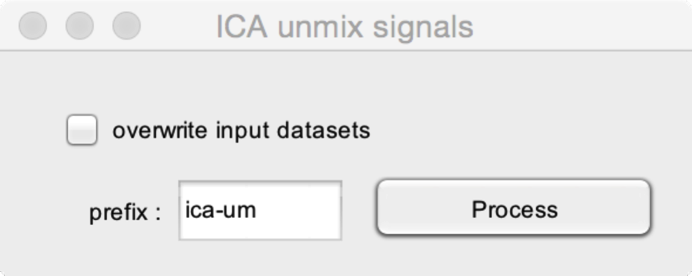 ICA unmix signals
overwrite input datasets
prefix : ica-um Process